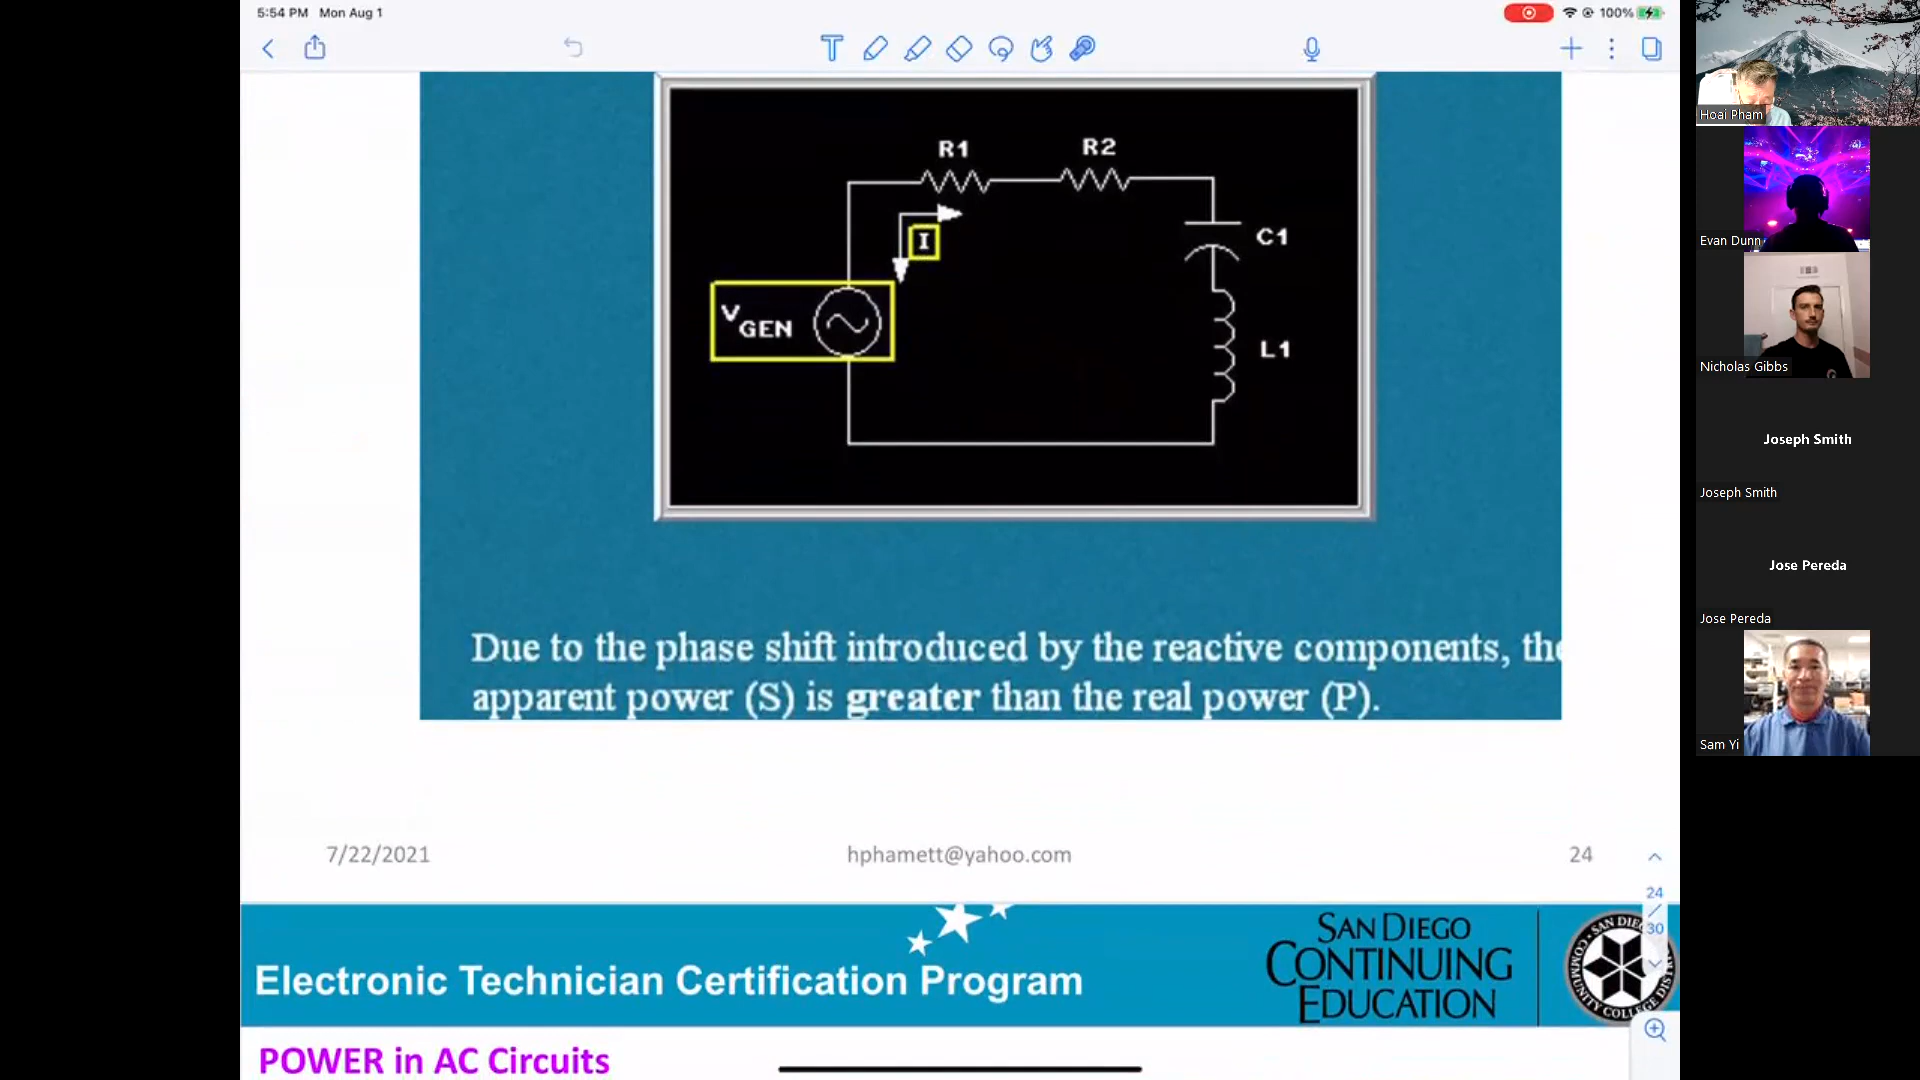 5:54 PM Mon Aug 1
100%
R1
R2
I
C1
VGEN
L1
Due to the phase shift introduced by the reactive components, the
apparent power (S) is greater than the real power (P).
7/22/2021
hphamett@yahoo.com
24
24
30
Electronic Technician Certification Program
SAN DIEGO
CONTINUING
EDUCATION
POWER in AC Circuits
Hoai Pham
Evan Dunn
Nicholas Gibbs
Joseph Smith
Joseph Smith
Jose Pereda
Jose Pereda
Sam Yi